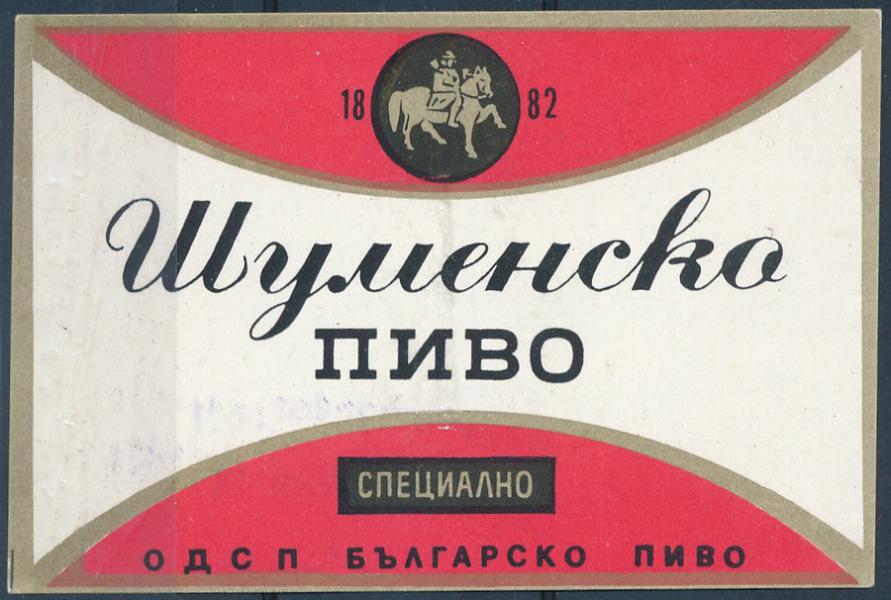 18 82
Шуменско
ПИВО
СПЕЦИАЛНО
ОДСП БЪЛГАРСКО ПИВО